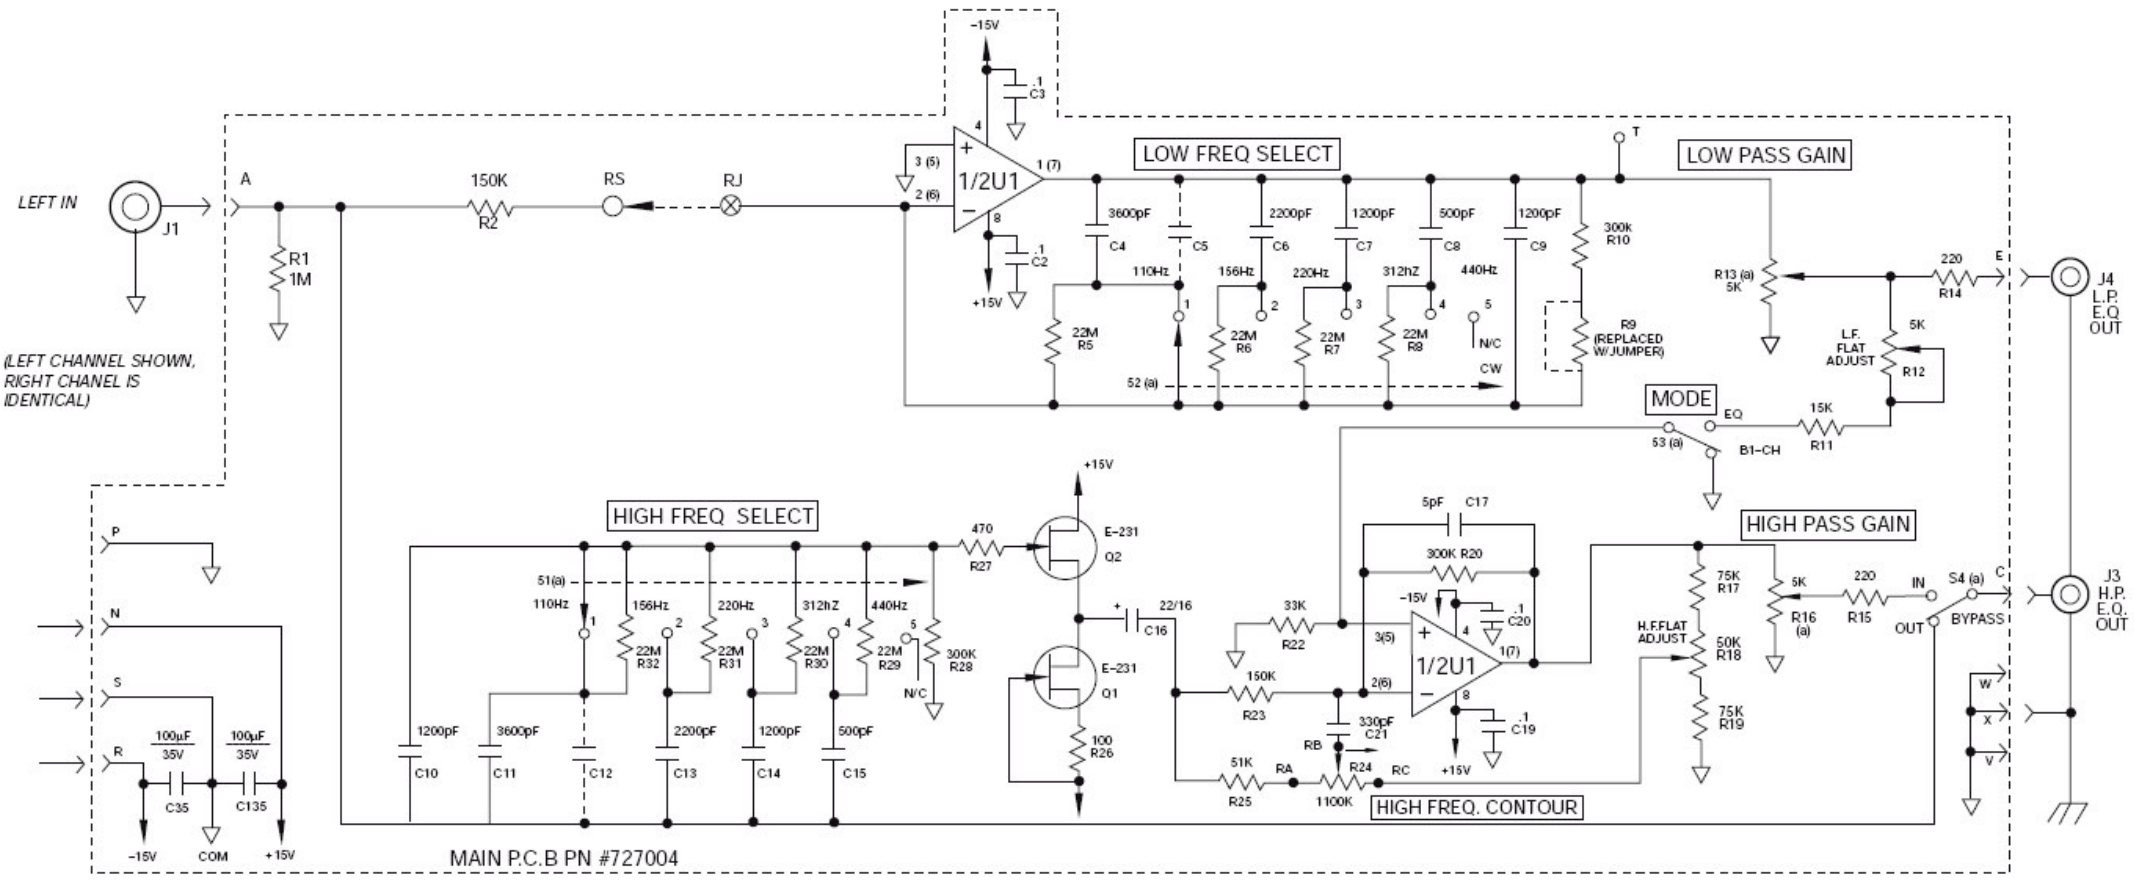 -15V
4
.1
C3
LOW FREQ SELECT
LOW PASS GAIN
T
LEFT IN
J1
A
R1
1M
150K
R2
RS
RJ
3 (5)
2 (6)
+
1/2U1
−
1 (7)
8
.1
C2
+15V
3600pF
C4
C5
2200pF
C6
1200pF
C7
500pF
C8
1200pF
C9
300k
R10
110Hz
156Hz
220Hz
312hZ
440Hz
1
2
3
4
5
N/C
22M
R5
22M
R6
22M
R7
22M
R8
52 (a)
CW
R9
(REPLACED
W/JUMPER)
R13 (a)
5K
220
R14
E
J4
L.P.
E.Q
OUT
5K
L.F.
FLAT
ADJUST
R12
(LEFT CHANNEL SHOWN,
RIGHT CHANEL IS
IDENTICAL)
MODE
EQ
53 (a)
B1-CH
15K
R11
HIGH FREQ SELECT
51(a)
110Hz
156Hz
220Hz
312hZ
440Hz
1
2
3
4
5
22M
R32
22M
R31
22M
R30
22M
R29
N/C
300K
R28
470
R27
+15V
E-231
Q2
E-231
Q1
100
R26
+
22/16
C16
1200pF
C10
3600pF
C11
C12
2200pF
C13
1200pF
C14
500pF
C15
5pF
C17
300K R20
-15V
.1
C20
33K
R22
3(5)
+
4
1/2U1
1(7)
2(6)
−
8
150K
R23
330pF
C21
RB
.1
C19
+15V
51K
R25
RA
R24
1100K
RC
HIGH FREQ. CONTOUR
HIGH PASS GAIN
75K
R17
H.F.FLAT
ADJUST
50K
R18
75K
R19
5K
R16
(a)
220
R15
IN
S4 (a)
OUT
BYPASS
C
J3
H.P.
E.Q.
OUT
W
X
V
P
N
S
R
100µF
35V
C35
100µF
35V
C135
-15V
COM
+15V
MAIN P.C.B PN #727004